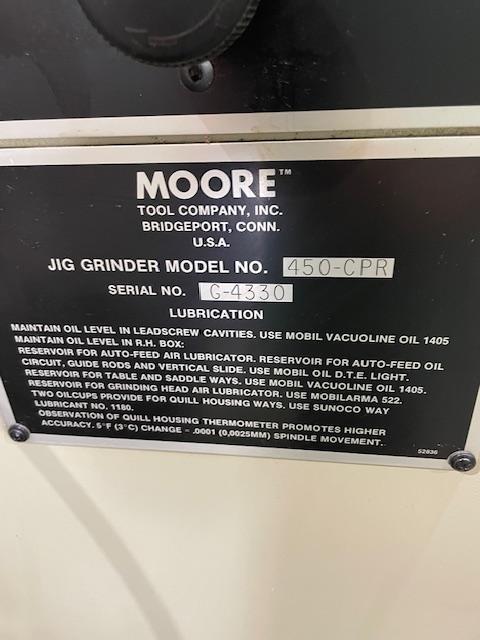 MOORE™
TOOL COMPANY, INC.
BRIDGEPORT, CONN.
U.S.A.
JIG GRINDER MODEL NO. 450-CPR
SERIAL NO. G-4330
LUBRICATION
MAINTAIN OIL LEVEL IN LEADSCREW CAVITIES. USE MOBIL VACUOLINE OIL 1405
MAINTAIN OIL LEVEL IN R.H. BOX:
RESERVOIR FOR AUTO-FEED AIR LUBRICATOR. RESERVOIR FOR AUTO-FEED OIL
CIRCUIT, GUIDE RODS AND VERTICAL SLIDE. USE MOBIL OIL D.T.E. LIGHT.
RESERVOIR FOR TABLE AND SADDLE WAYS. USE MOBIL VACUOLINE OIL 1405.
RESERVOIR FOR GRINDING HEAD AIR LUBRICATOR. USE MOBILARMA 522.
TWO OILCUPS PROVIDE FOR QUILL HOUSING WAYS. USE SUNOCO WAY
LUBRICANT NO. 1180.
OBSERVATION OF QUILL HOUSING THERMOMETER PROMOTES HIGHER
ACCURACY. 5°F (3°C) CHANGE - .0001 (0,0025MM) SPINDLE MOVEMENT.
52836